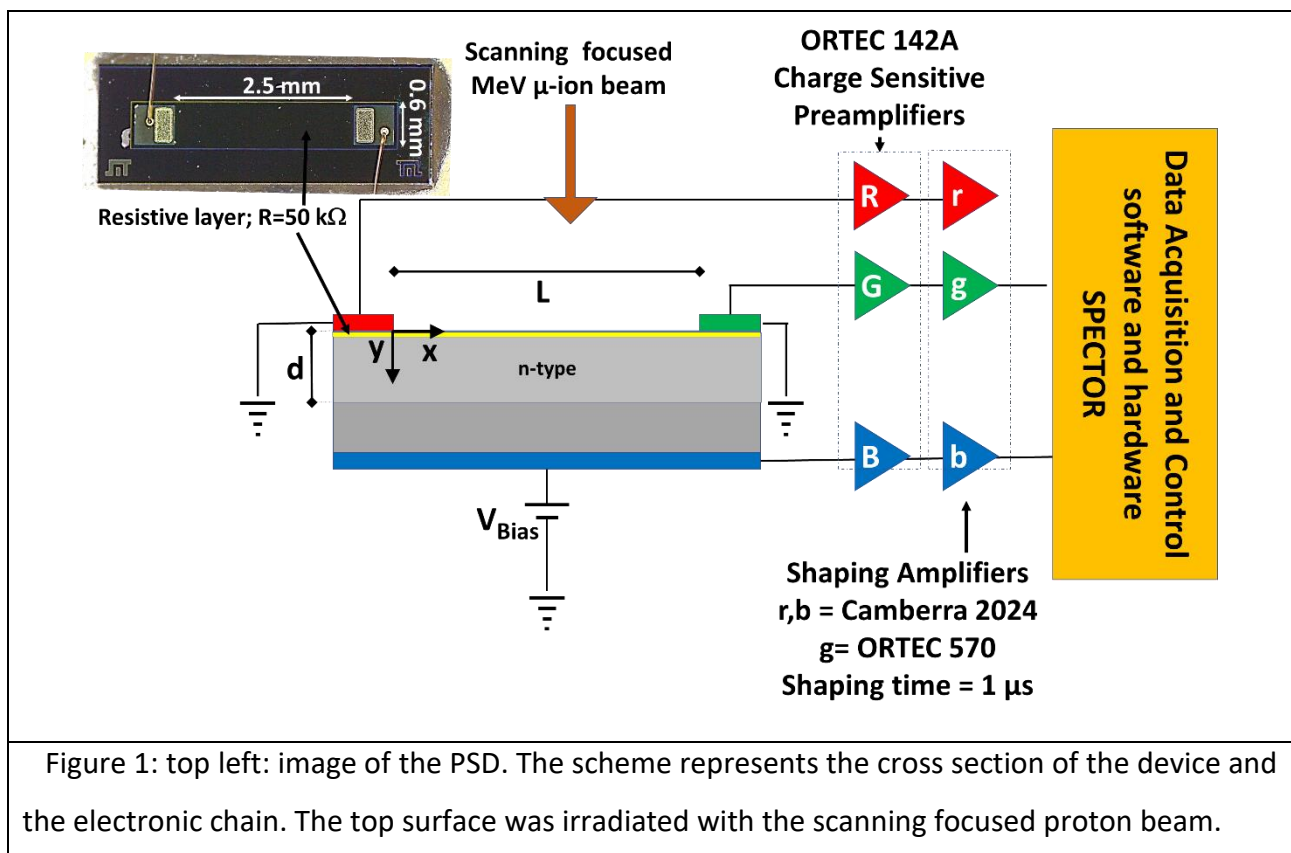 Scanning focused
MeV μ-ion beam
ORTEC 142A
Charge Sensitive
Preamplifiers
2.5 mm
0.6 mm
Resistive layer; R=50 kΩ
R
r
G
g
B
b
L
y
x
d
n-type
V Bias
Data Acquisition and Control
software and hardware
SPECTOR
Shaping Amplifiers
r,b = Camberra 2024
g= ORTEC 570
Shaping time = 1 μs
Figure 1: top left: image of the PSD. The scheme represents the cross section of the device and
the electronic chain. The top surface was irradiated with the scanning focused proton beam.